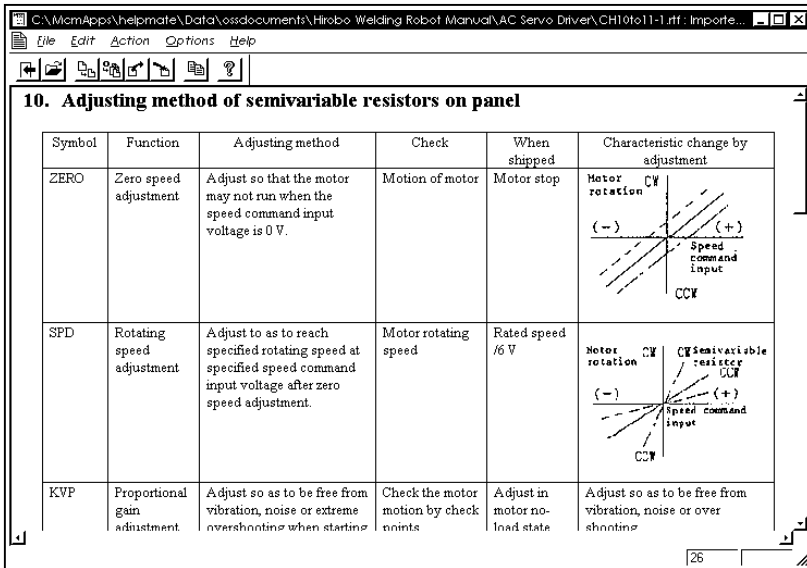 C:\McmApps\helpmate\Data\ossdocuments\Hirobo Welding Robot Manual\AC Servo Driver\CH10to11-1.rtf : Importe...
File Edit Action Options Help
10. Adjusting method of semivariable resistors on panel
Symbol Function Adjusting method Check When shipped Characteristic change by adjustment
ZERO
Zero speed
adjustment
Adjust so that the motor
may not run when the
speed command input
voltage is 0 V.
Motion of motor
Motor stop
Motor
rotation
CW
(-)
(+)
Speed
command
input
CCW
SPD
Rotating
speed
adjustment
Adjust to as to reach
specified rotating speed at
specified speed command
input voltage after zero
speed adjustment.
Motor rotating
speed
Rated speed
/6 V
Motor
rotation
CW
CW Semivariable
resistor
CCW
(-)
(+)
Speed command
input
CCW
KVP
Proportional
gain
adjustment
Adjust so as to be free from
vibration, noise or extreme
overshooting when starting
Check the motor
motion by check
points
Adjust in
motor no-
load state
Adjust so as to be free from
vibration, noise or over
shooting
26